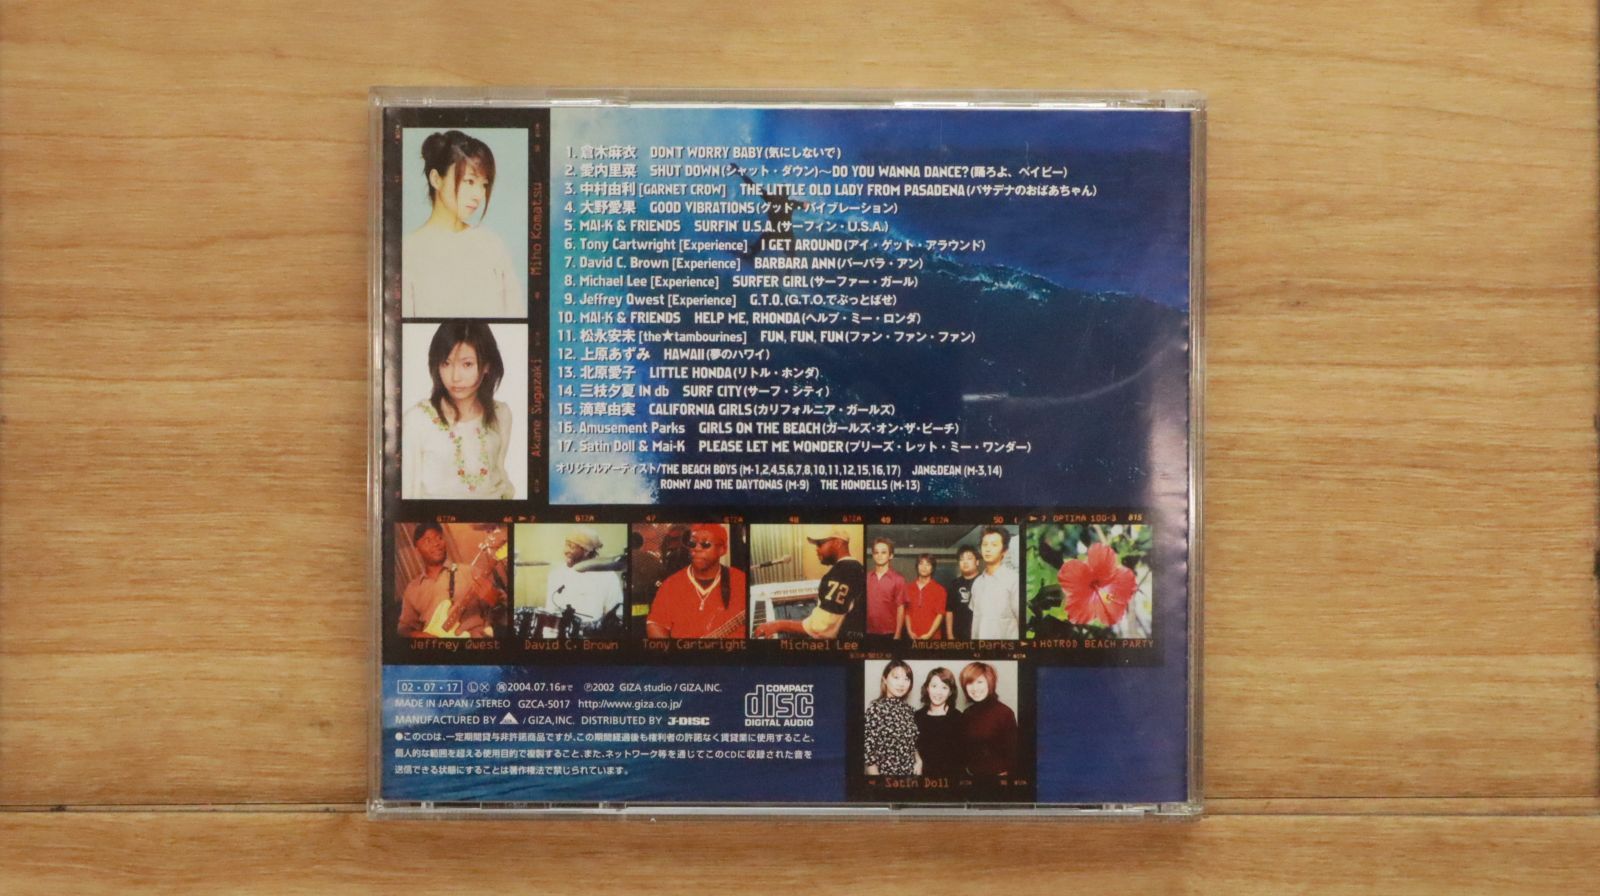 1. 倉木麻衣 DON'T WORRY BABY(気にしないで)
2. 愛内里菜 SHUT DOWN(シャット・ダウン)〜DO YOU WANNA DANCE?(踊ろよ、ベイビー)
3. 中村由利 [GARNET CROW] THE LITTLE OLD LADY FROM PASADENA(パサデナのおばあちゃん)
4. 大野愛果 GOOD VIBRATIONS(グッド・バイブレーション)
5. MAI-K & FRIENDS SURFIN' U.S.A.(サーフィン・U.S.A.)
6. Tony Cartwright [Experience] I GET AROUND(アイ・ゲット・アラウンド)
7. David C. Brown [Experience] BARBARA ANN(バーバラ・アン)
8. Michael Lee [Experience] SURFER GIRL(サーファー・ガール)
9. Jeffrey Qwest [Experience] G.T.O.(G.T.O.でぶっとばせ)
10. MAI-K & FRIENDS HELP ME, RHONDA(ヘルプ・ミー・ロンダ)
11. 松永安未 [the★tambourines] FUN, FUN, FUN(ファン・ファン・ファン)
12. 上原あずみ HAWAII(夢のハワイ)
13. 北原愛子 LITTLE HONDA(リトル・ホンダ)
14. 三枝夕夏 IN db SURF CITY(サーフ・シティ)
15. 滴草由実 CALIFORNIA GIRLS(カリフォルニア・ガールズ)
16. Amusement Parks GIRLS ON THE BEACH(ガールズ・オン・ザ・ビーチ)
17. Satin Doll & Mai-K PLEASE LET ME WONDER(プリーズ・レット・ミー・ワンダー)
オリジナルアーティスト/THE BEACH BOYS (M-1,2,4,5,6,7,8,10,11,12,15,16,17) JAN&DEAN (M-3,14)
RONNY AND THE DAYTONAS (M-9) THE HONDELLS (M-13)
Miho Komatsu
Akane Sugazaki
GIZA 46 GIZA 47 GIZA 48 GIZA 49 GIZA 50 OPTIMA 100-3 815
72
Jeffrey Qwest David C. Brown Tony Cartwright Michael Lee Amusement Parks HOTROD BEACH PARTY
Satin Doll
02・07・17 Ⓛ 2004.07.16まで Ⓟ2002 GIZA studio / GIZA,INC.
MADE IN JAPAN / STEREO GZCA-5017 http://www.giza.co.jp/
MANUFACTURED BY / GIZA,INC. DISTRIBUTED BY J-DISC
COMPACT disc DIGITAL AUDIO
●このCDは、一定期間貸与非許諾商品ですが、この期間経過後も権利者の許諾なく賃貸業に使用すること、
個人的な範囲を超える使用目的で複製すること、また、ネットワーク等を通じてこのCDに収録された音を
送信できる状態にすることは著作権法で禁じられています。